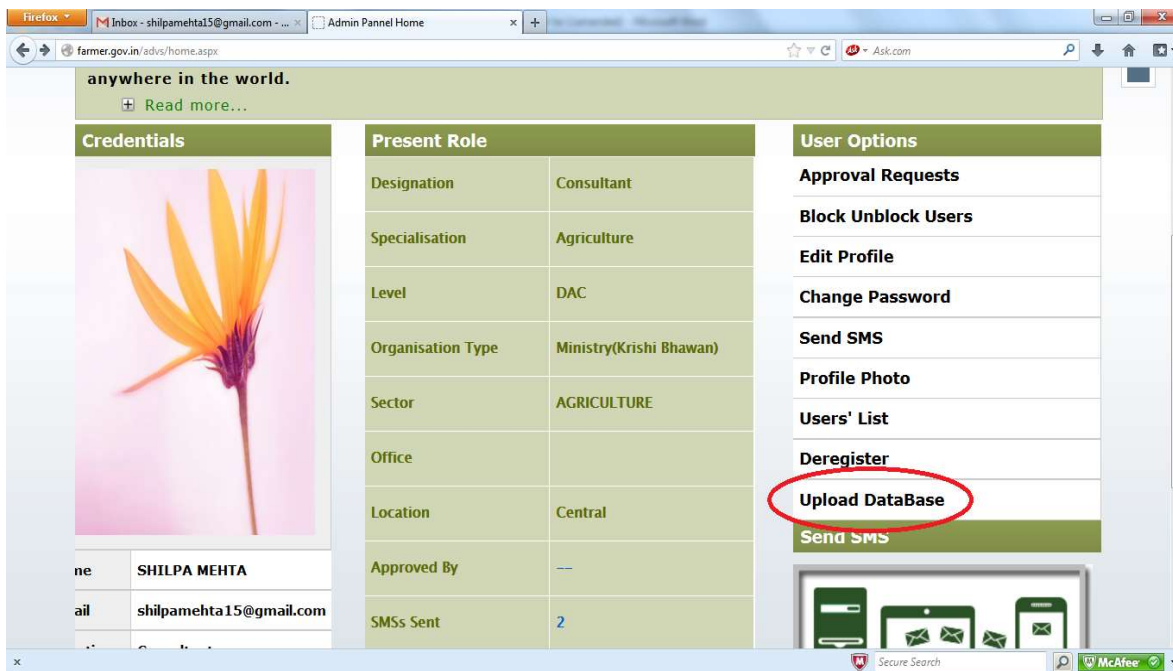 Firefox
Inbox - shilpamehta15@gmail.com - ...
Admin Pannel Home
farmer.gov.in/advs/home.aspx
Ask.com
anywhere in the world.
Read more...
Credentials
me SHILPA MEHTA
ail shilpamehta15@gmail.com
Present Role
Designation Consultant
Specialisation Agriculture
Level DAC
Organisation Type Ministry(Krishi Bhawan)
Sector AGRICULTURE
Office
Location Central
Approved By --
SMSs Sent 2
User Options
Approval Requests
Block Unblock Users
Edit Profile
Change Password
Send SMS
Profile Photo
Users' List
Deregister
Upload DataBase
Send SMS
x
Secure Search
McAfee